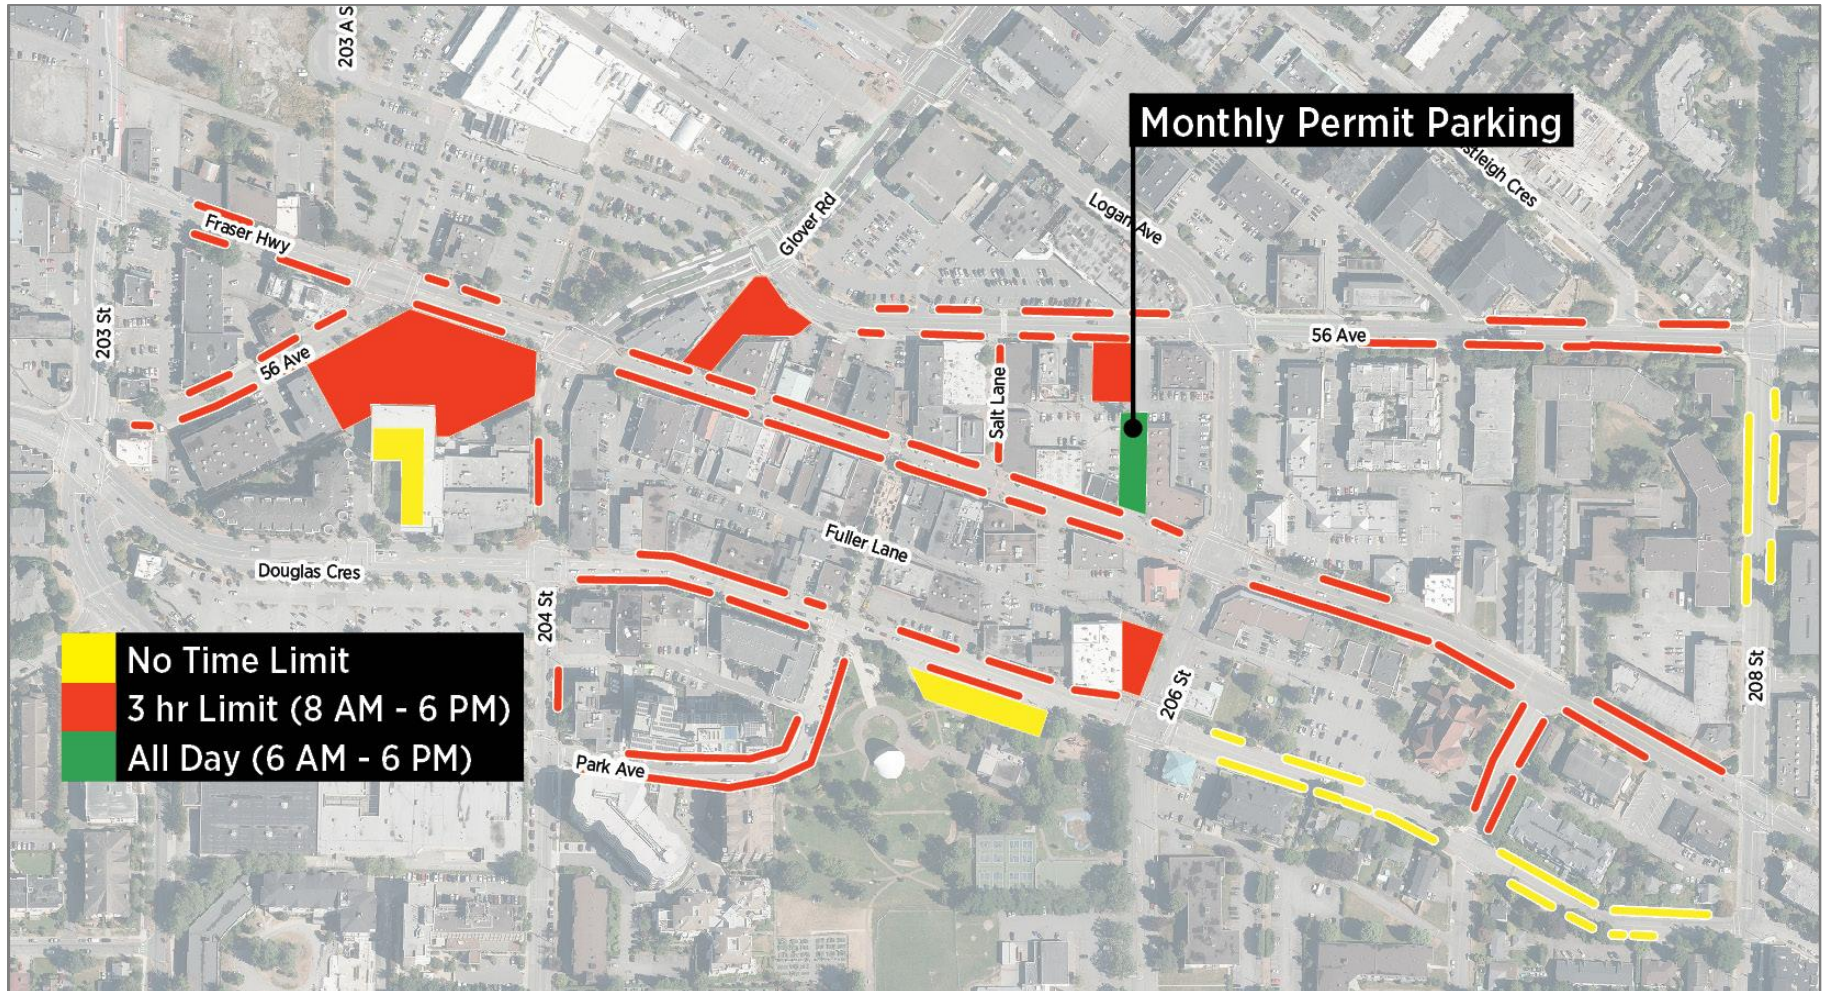 203 A S
Monthly Permit Parking
stleigh Cres
Glover Rd
Logan Ave
Fraser Hwy
203 St
56 Ave
56 Ave
Salt Lane
Fuller Lane
Douglas Cres
204 St
No Time Limit
3 hr Limit (8 AM - 6 PM)
All Day (6 AM - 6 PM)
206 St
208 St
Park Ave